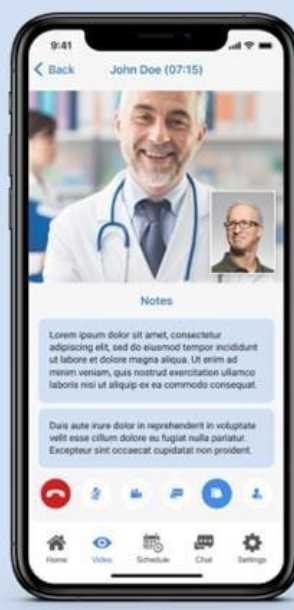 9:41
Back John Doe (07:15)
Notes
Lorem ipsum dolor sit amet, consectetur
adipiscing elit, sed do eiusmod tempor incididunt
ut labore et dolore magna aliqua. Ut enim ad
minim veniam, quis nostrud exercitation ullamco
laboris nisi ut aliquip ex ea commodo consequat.
Duis aute irure dolor in reprehenderit in voluptate
velit esse cillum dolore eu fugiat nulla pariatur.
Excepteur sint occaecat cupidatat non proident.
Home Video Schedule Chat Settings